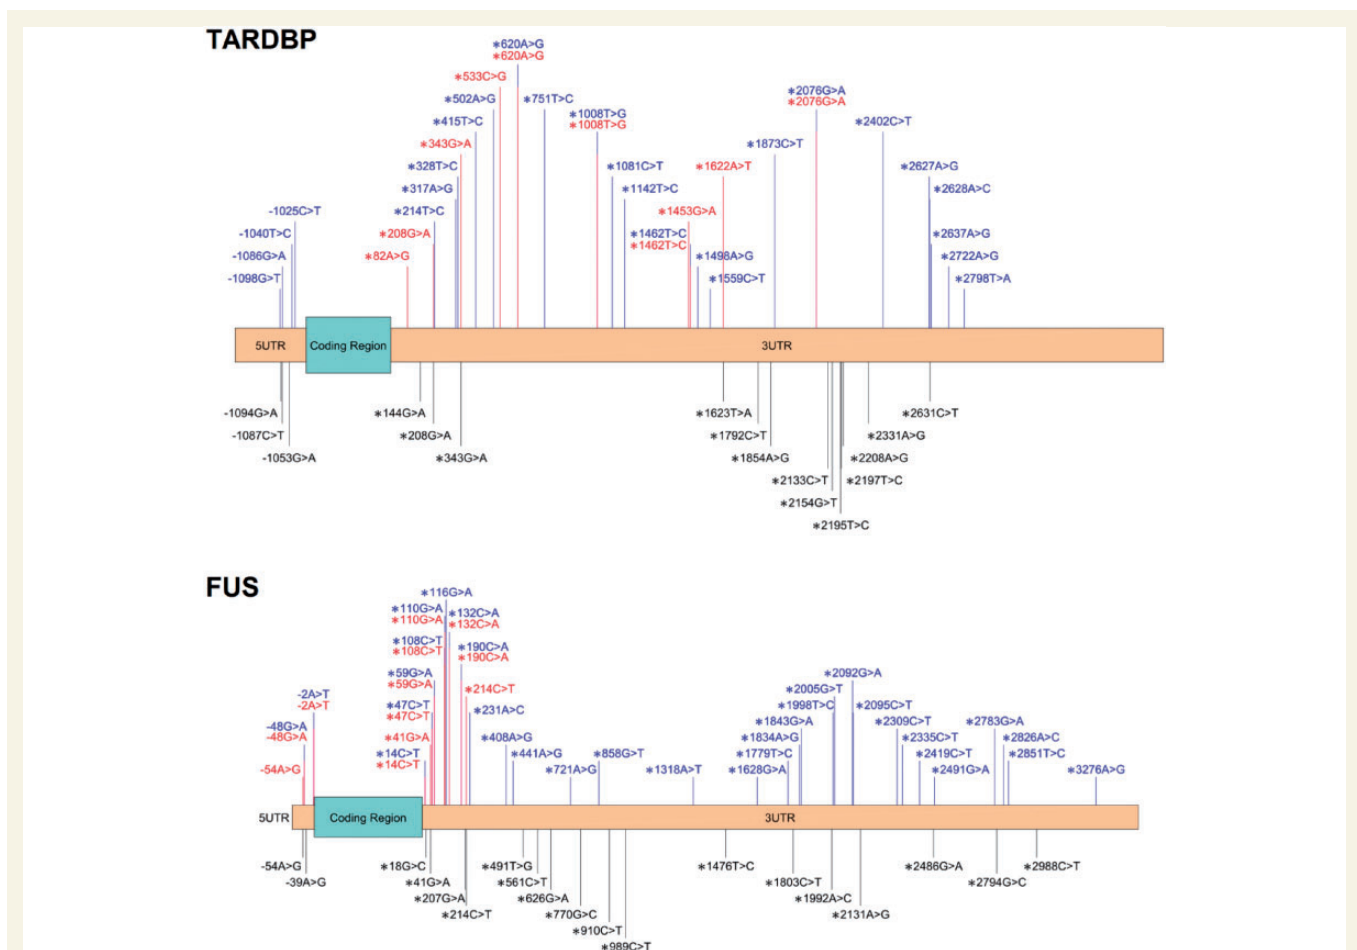 TARDBP
*620A>G
*620A>G
*533C>G
*502A>G
*751T>C
*415T>C
*1008T>G
*1008T>G
*343G>A
*328T>C
*317A>G
*214T>C
*208G>A
*82A>G
-1025C>T
-1040T>C
-1086G>A
-1098G>T
*1081C>T
*1142T>C
*1453G>A
*1462T>C
*1462T>C
*1498A>G
*1559C>T
*1622A>T
*1873C>T
*2076G>A
*2076G>A
*2402C>T
*2627A>G
*2628A>C
*2637A>G
*2722A>G
*2798T>A
5UTR
Coding Region
3UTR
-1094G>A
-1087C>T
-1053G>A
*144G>A
*208G>A
*343G>A
*1623T>A
*1792C>T
*1854A>G
*2133C>T
*2154G>T
*2195T>C
*2197T>C
*2208A>G
*2331A>G
*2631C>T
FUS
*116G>A
*110G>A
*110G>A
*132C>A
*132C>A
*108C>T
*108C>T
*190C>A
*190C>A
*59G>A
*59G>A
*214C>T
*47C>T
*47C>T
*231A>C
*41G>A
*14C>T
*14C>T
-2A>T
-2A>T
-48G>A
-48G>A
-54A>G
*408A>G
*441A>G
*721A>G
*858G>T
*1318A>T
*1628G>A
*1779T>C
*1834A>G
*1843G>A
*1998T>C
*2005G>T
*2092G>A
*2095C>T
*2309C>T
*2335C>T
*2419C>T
*2491G>A
*2783G>A
*2826A>C
*2851T>C
*3276A>G
5UTR
Coding Region
3UTR
-54A>G
-39A>G
*18G>C
*41G>A
*207G>A
*214C>T
*491T>G
*561C>T
*626G>A
*770G>C
*910C>T
*989C>T
*1476T>C
*1803C>T
*1992A>C
*2131A>G
*2486G>A
*2794G>C
*2988C>T